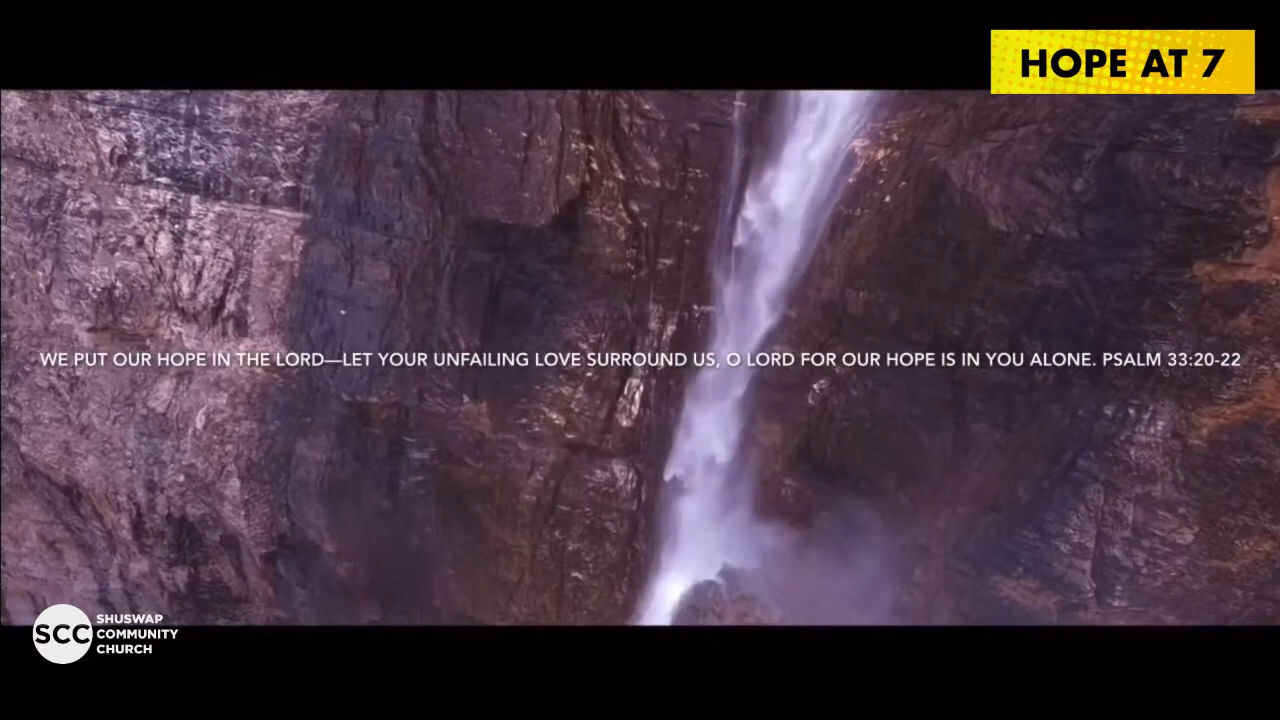 HOPE AT 7
WE PUT OUR HOPE IN THE LORD—LET YOUR UNFAILING LOVE SURROUND US, O LORD FOR OUR HOPE IS IN YOU ALONE. PSALM 33:20-22
SCC
SHUSWAP
COMMUNITY
CHURCH